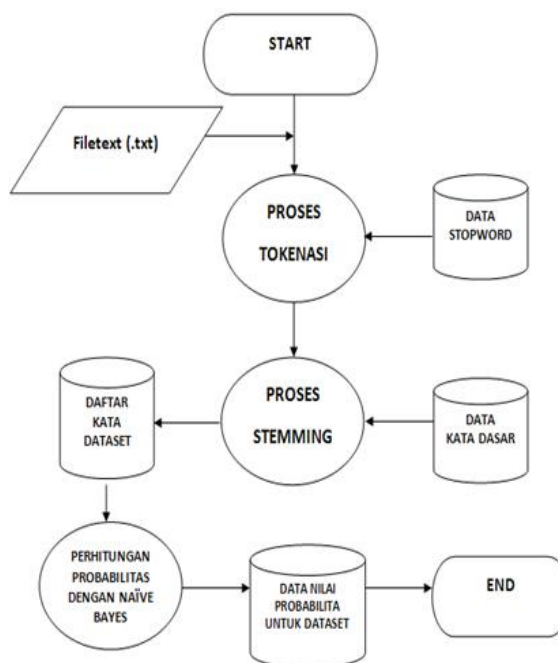 START
Filetext (.txt)
PROSES
TOKENASI
DATA
STOPWORD
PROSES
STEMMING
DATA
KATA DASAR
DAFTAR
KATA
DATASET
PERHITUNGAN
PROBABILITAS
DENGAN NAÏVE
BAYES
DATA NILAI
PROBABILITA
UNTUK DATASET
END